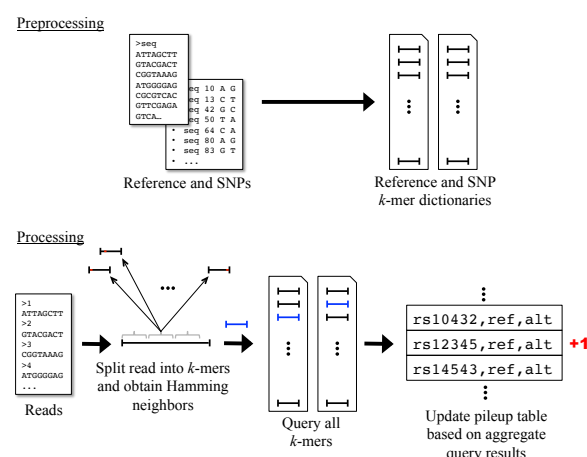 Preprocessing
>seq
ATTAGCTT
GTACGACT
CGGTAAAG
ATGGGGAG
CGCGTCAC
GTTCGAGA
GTCA…
seq 10 A G
seq 13 C T
• seq 42 G C
• seq 50 T A
• seq 64 C A
• seq 80 A G
• seq 83 G T
• ...
Reference and SNPs
Reference and SNP
k-mer dictionaries
Processing
>1
ATTAGCTT
>2
GTACGACT
>3
CGGTAAAG
>4
ATGGGGAG
...
Reads
Split read into k-mers
and obtain Hamming
neighbors
Query all
k-mers
rs10432,ref,alt
rs12345,ref,alt
+1
rs14543,ref,alt
Update pileup table
based on aggregate
query results